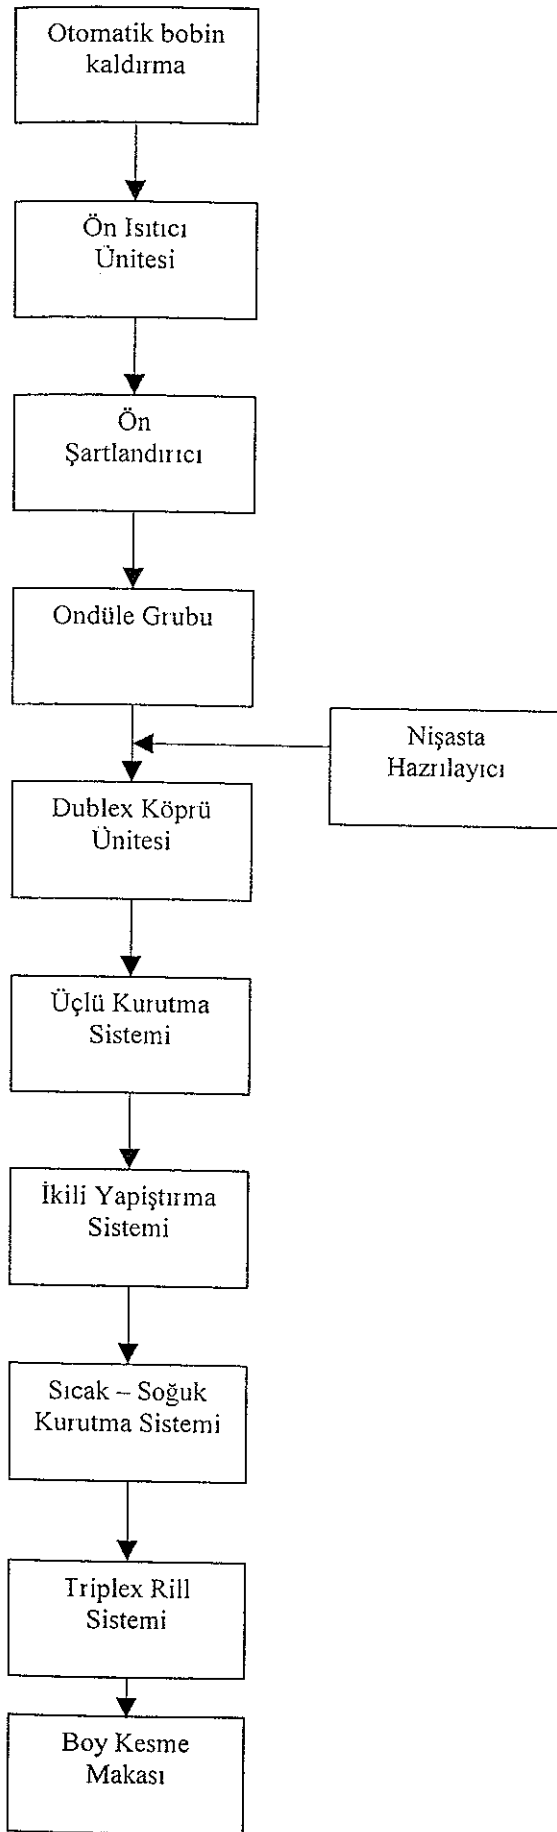 Otomatik bobin
kaldırma
Ön Isıtıcı
Ünitesi
Ön
Şartlandırıcı
Ondüle Grubu
Nişasta
Hazrılayıcı
Dublex Köprü
Ünitesi
Üçlü Kurutma
Sistemi
İkili Yapiştırma
Sistemi
Sıcak – Soğuk
Kurutma Sistemi
Triplex Rill
Sistemi
Boy Kesme
Makası